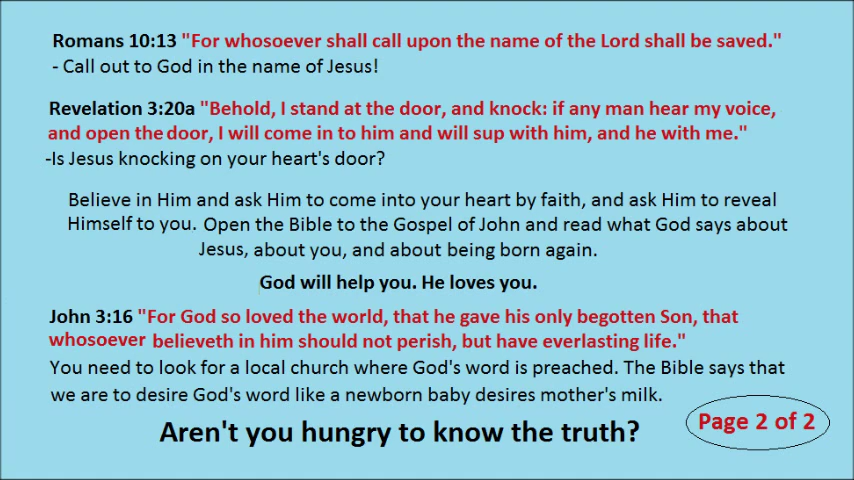 Romans 10:13 "For whosoever shall call upon the name of the Lord shall be saved."
- Call out to God in the name of Jesus!
Revelation 3:20a "Behold, I stand at the door, and knock: if any man hear my voice,
and open the door, I will come in to him and will sup with him, and he with me."
-Is Jesus knocking on your heart's door?
Believe in Him and ask Him to come into your heart by faith, and ask Him to reveal
Himself to you. Open the Bible to the Gospel of John and read what God says about
Jesus, about you, and about being born again.
God will help you. He loves you.
John 3:16 "For God so loved the world, that he gave his only begotten Son, that
whosoever believeth in him should not perish, but have everlasting life."
You need to look for a local church where God's word is preached. The Bible says that
we are to desire God's word like a newborn baby desires mother's milk.
Aren't you hungry to know the truth?
Page 2 of 2